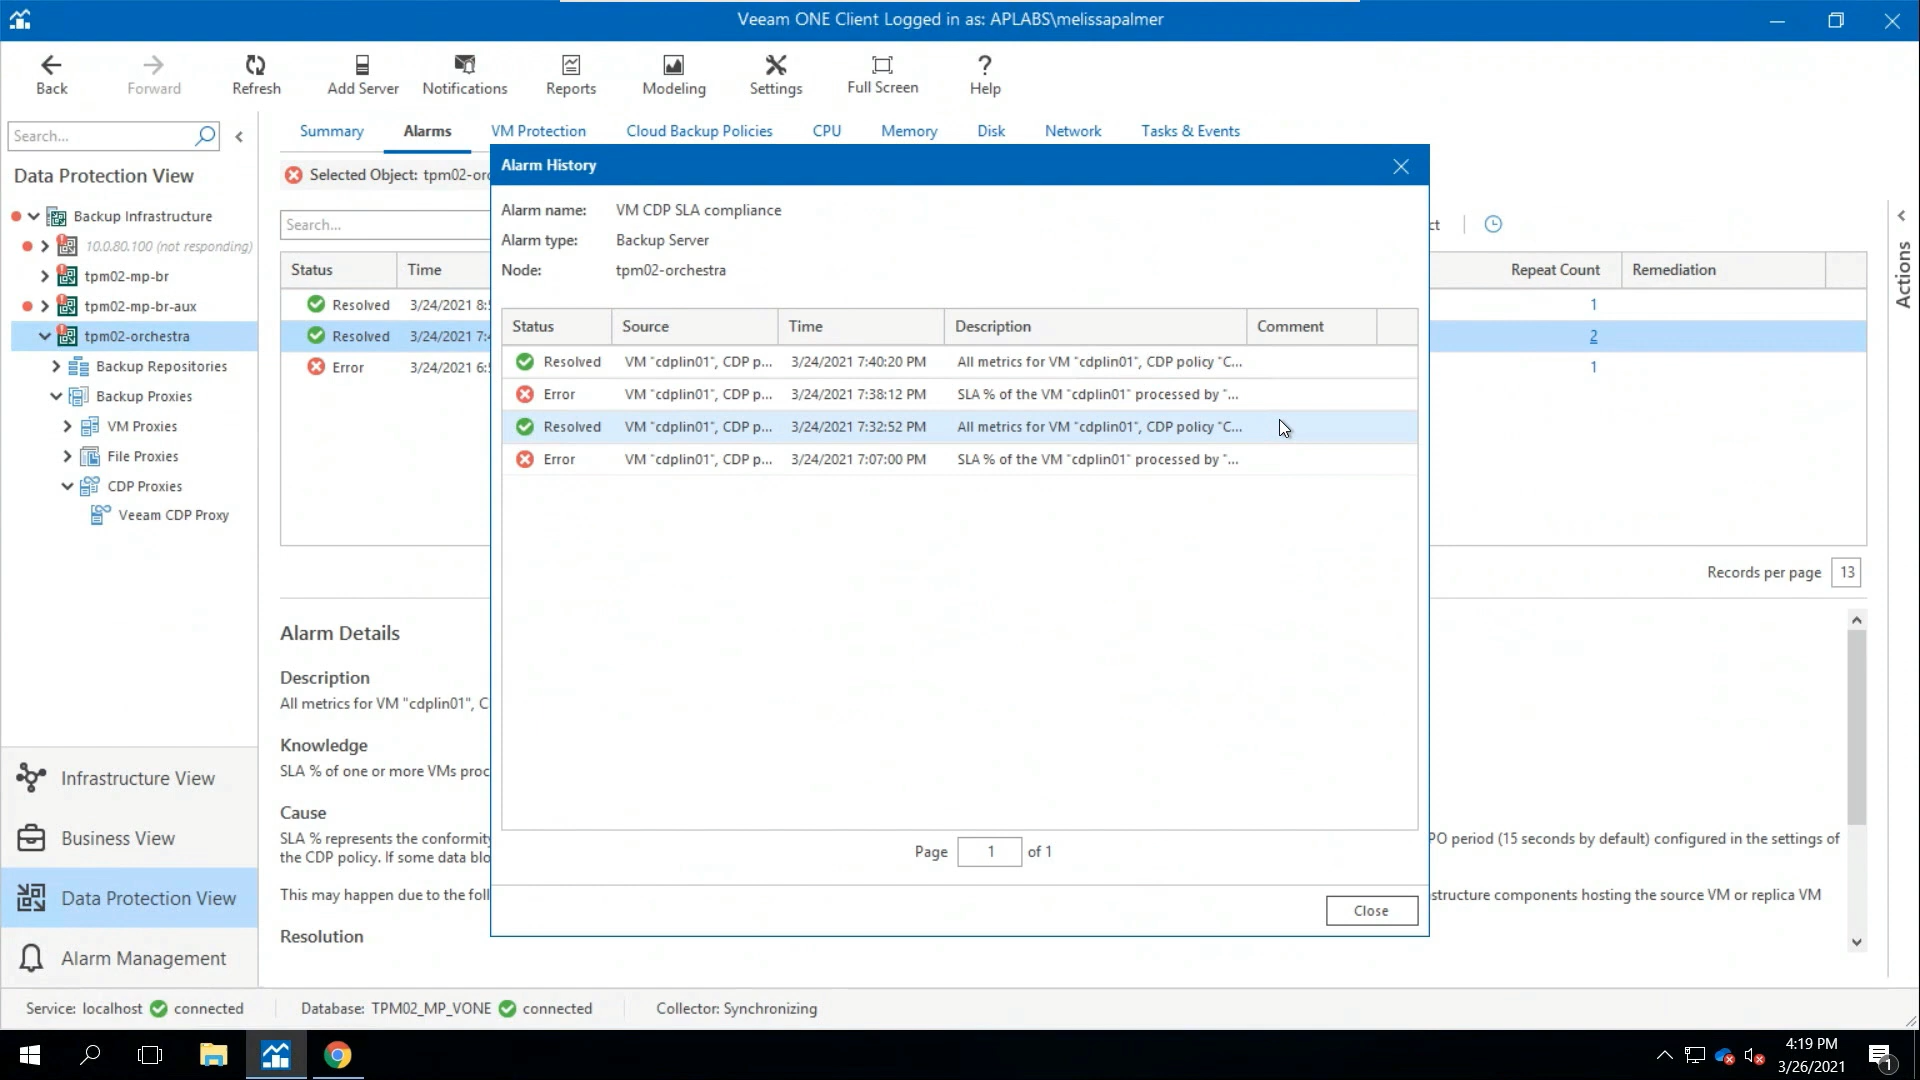 Veeam ONE Client Logged in as: APLABS\melissapalmer
Back
Forward
Refresh
Add Server
Notifications
Reports
Modeling
Settings
Full Screen
? Help
Search...
Summary
Alarms
VM Protection
Cloud Backup Policies
CPU
Memory
Disk
Network
Tasks & Events
Data Protection View
Backup Infrastructure
10.0.80.100 (not responding)
tpm02-mp-br
tpm02-mp-br-aux
tpm02-orchestra
Backup Repositories
Backup Proxies
VM Proxies
File Proxies
CDP Proxies
Veeam CDP Proxy
Infrastructure View
Business View
Data Protection View
Alarm Management
Selected Object: tpm02-orc
Search...
ct
Status Time
Repeat Count Remediation
Resolved 3/24/2021 8:5
1
Resolved 3/24/2021 7:4
2
Error 3/24/2021 6:5
1
Records per page 13
Actions
Alarm History
Alarm name: VM CDP SLA compliance
Alarm type: Backup Server
Node: tpm02-orchestra
Status Source Time Description Comment
Resolved VM "cdplin01", CDP p... 3/24/2021 7:40:20 PM All metrics for VM "cdplin01", CDP policy "C...
Error VM "cdplin01", CDP p... 3/24/2021 7:38:12 PM SLA % of the VM "cdplin01" processed by "...
Resolved VM "cdplin01", CDP p... 3/24/2021 7:32:52 PM All metrics for VM "cdplin01", CDP policy "C...
Error VM "cdplin01", CDP p... 3/24/2021 7:07:00 PM SLA % of the VM "cdplin01" processed by "...
Page 1 of 1
Close
Alarm Details
Description
All metrics for VM "cdplin01", C
Knowledge
SLA % of one or more VMs proc
Cause
SLA % represents the conformity
PO period (15 seconds by default) configured in the settings of
the CDP policy. If some data blo
This may happen due to the foll
structure components hosting the source VM or replica VM
Resolution
Service: localhost connected
Database: TPM02_MP_VONE connected
Collector: Synchronizing
4:19 PM
3/26/2021
1